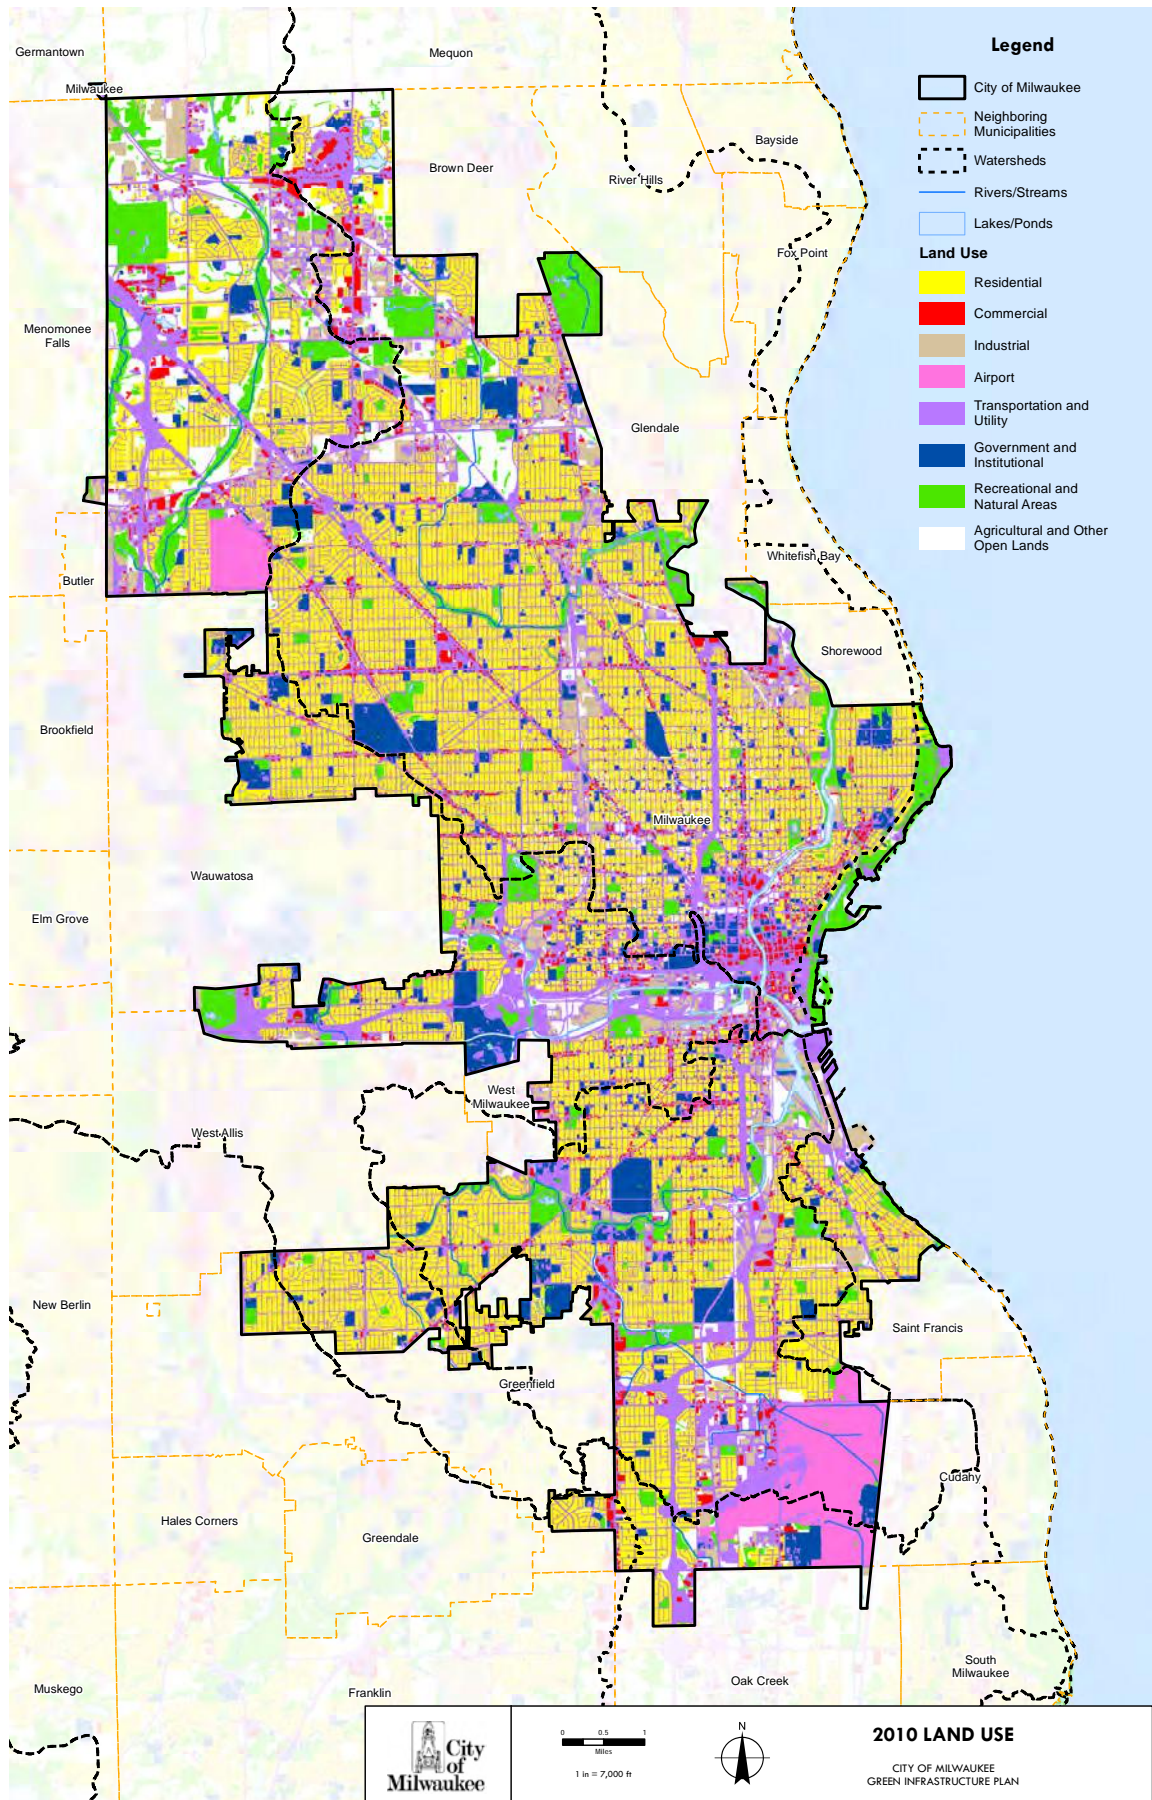 Legend
City of Milwaukee
Neighboring
Municipalities
Watersheds
Rivers/Streams
Lakes/Ponds
Land Use
Residential
Commercial
Industrial
Airport
Transportation and
Utility
Government and
Institutional
Recreational and
Natural Areas
Agricultural and Other
Open Lands
Germantown
Mequon
Milwaukee
Bayside
Brown Deer
River Hills
Fox Point
Menomonee
Falls
Glendale
Whitefish Bay
Butler
Shorewood
Brookfield
Milwaukee
Wauwatosa
Elm Grove
West
Milwaukee
West Allis
New Berlin
Saint Francis
Greenfield
Cudahy
Hales Corners
Greendale
South
Milwaukee
Oak Creek
Muskego
Franklin
City
of
Milwaukee
0 0.5 1
Miles
1 in = 7,000 ft
N
2010 LAND USE
CITY OF MILWAUKEE
GREEN INFRASTRUCTURE PLAN